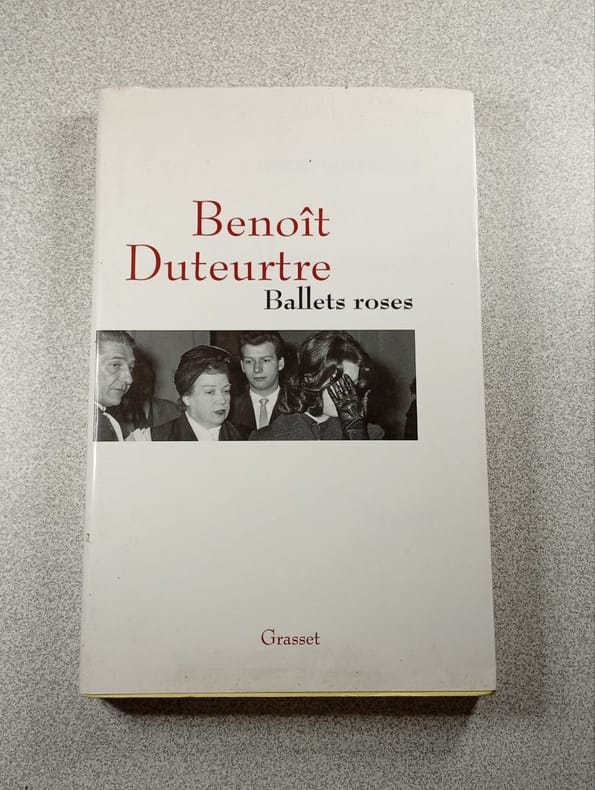 Benoît
Duteurtre
Ballets roses
Grasset